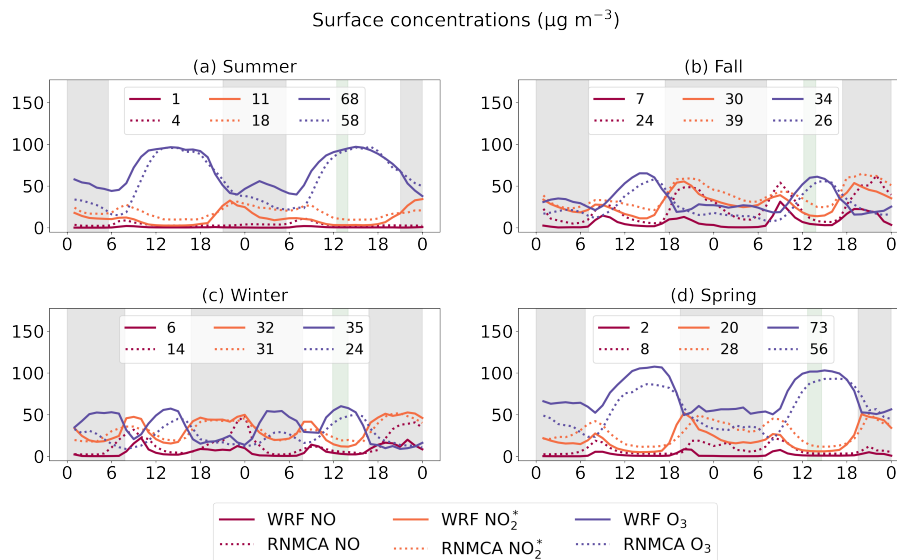 Surface concentrations (μg m⁻³)
(a) Summer
(b) Fall
150
100
50
0
1 11 68
4 18 58
0 6 12 18 0 6 12 18 0
150
100
50
0
7 30 34
24 39 26
0 6 12 18 0 6 12 18 0
(c) Winter
(d) Spring
150
100
50
0
6 32 35
14 31 24
0 6 12 18 0 6 12 18 0
150
100
50
0
2 20 73
8 28 56
0 6 12 18 0 6 12 18 0
WRF NO WRF NO₂* WRF O₃
RNMCA NO RNMCA NO₂* RNMCA O₃